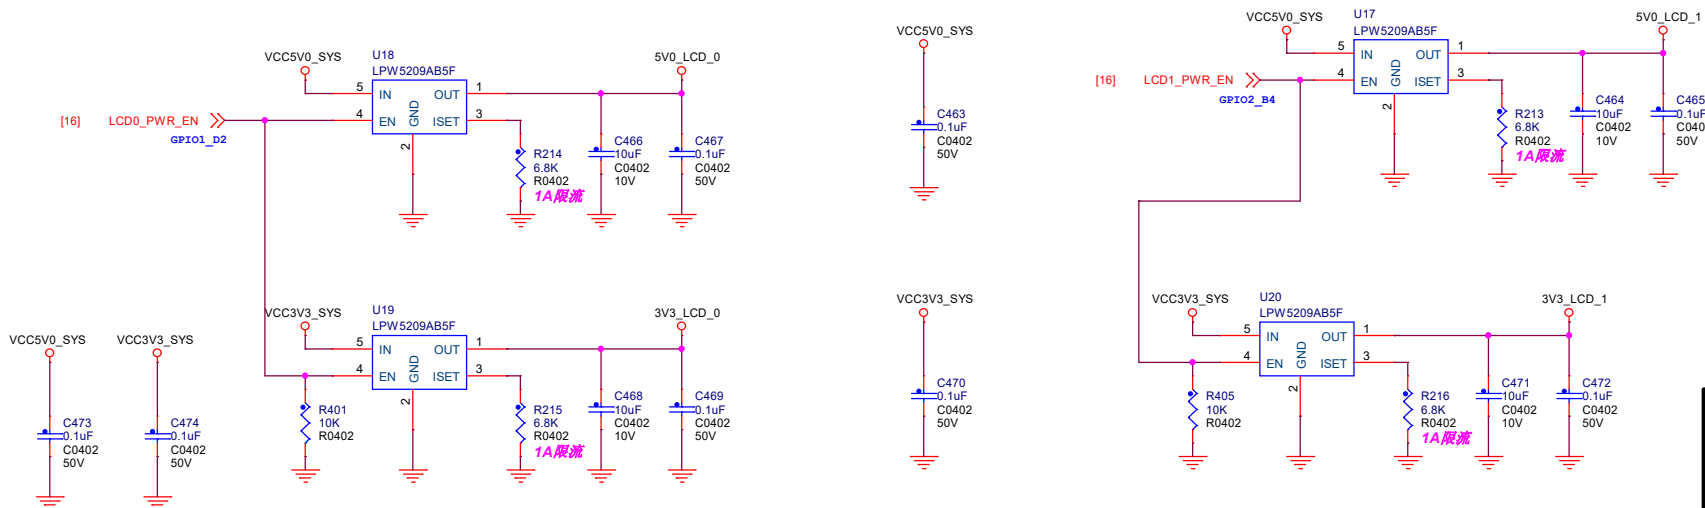 VCC5V0_SYS
U18
LPW5209AB5F
5V0_LCD_0
5 IN OUT 1
[16] LCD0_PWR_EN 4 EN GND ISET 3
GPIO1_D2
2
R214
6.8K
R0402
1A限流
C466
10uF
C0402
10V
C467
0.1uF
C0402
50V
VCC3V3_SYS
U19
LPW5209AB5F
3V3_LCD_0
5 IN OUT 1
4 EN GND ISET 3
2
R401
10K
R0402
R215
6.8K
R0402
1A限流
C468
10uF
C0402
10V
C469
0.1uF
C0402
50V
VCC5V0_SYS
C473
0.1uF
C0402
50V
VCC3V3_SYS
C474
0.1uF
C0402
50V
VCC5V0_SYS
C463
0.1uF
C0402
50V
VCC3V3_SYS
C470
0.1uF
C0402
50V
VCC5V0_SYS
U17
LPW5209AB5F
5V0_LCD_1
5 IN OUT 1
[16] LCD1_PWR_EN 4 EN GND ISET 3
GPIO2_B4
2
R213
6.8K
R0402
1A限流
C464
10uF
C0402
10V
C465
0.1uF
C040
50V
VCC3V3_SYS
U20
LPW5209AB5F
3V3_LCD_1
5 IN OUT 1
4 EN GND ISET 3
2
R405
10K
R0402
R216
6.8K
R0402
1A限流
C471
10uF
C0402
10V
C472
0.1uF
C0402
50V